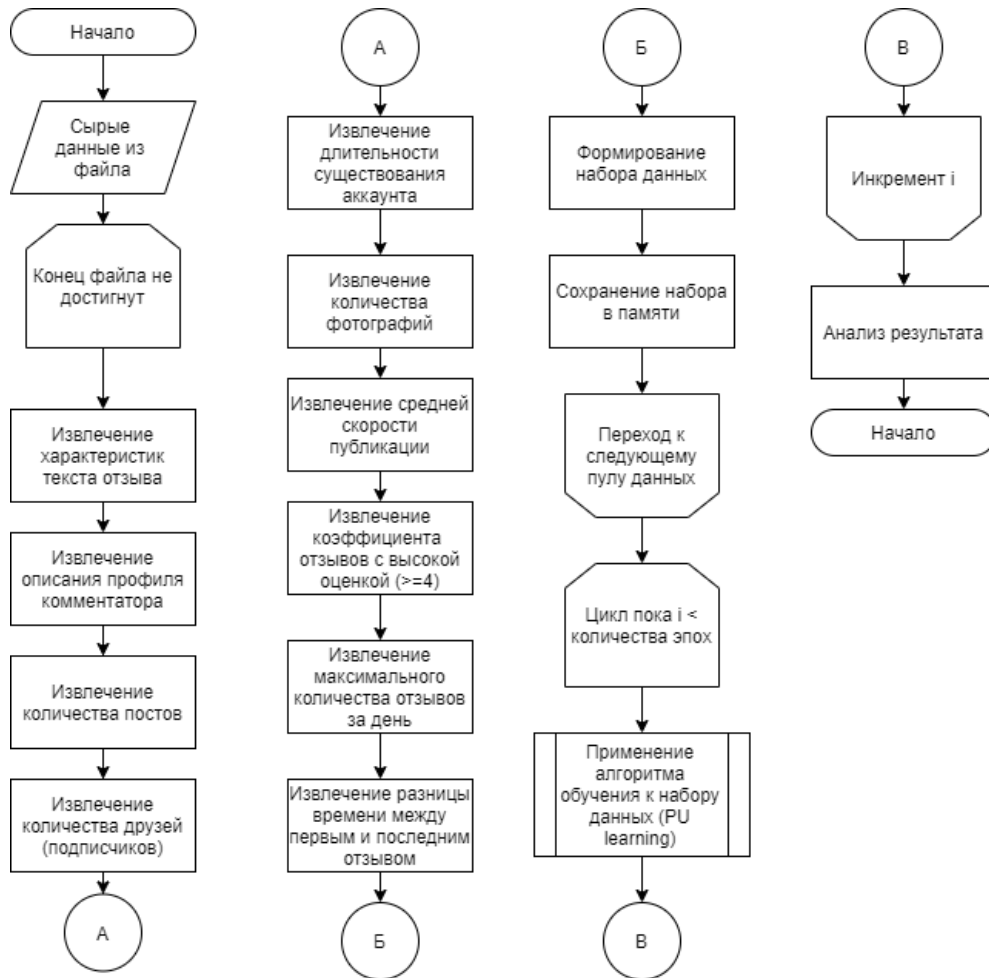 Начало
Сырые
данные из
файла
Конец файла не
достигнут
Извлечение
характеристик
текста отзыва
Извлечение
описания профиля
комментатора
Извлечение
количества постов
Извлечение
количества друзей
(подписчиков)
А
А
Извлечение
длительности
существования
аккаунта
Извлечение
количества
фотографий
Извлечение средней
скорости
публикации
Извлечение
коэффициента
отзывов с высокой
оценкой (>=4)
Извлечение
максимального
количества отзывов
за день
Извлечение разницы
времени между
первым и последним
отзывом
Б
Б
Формирование
набора данных
Сохранение набора
в памяти
Переход к
следующему
пулу данных
Цикл пока i <
количества эпох
Применение
алгоритма
обучения к набору
данных (PU
learning)
В
В
Инкремент i
Анализ результата
Начало